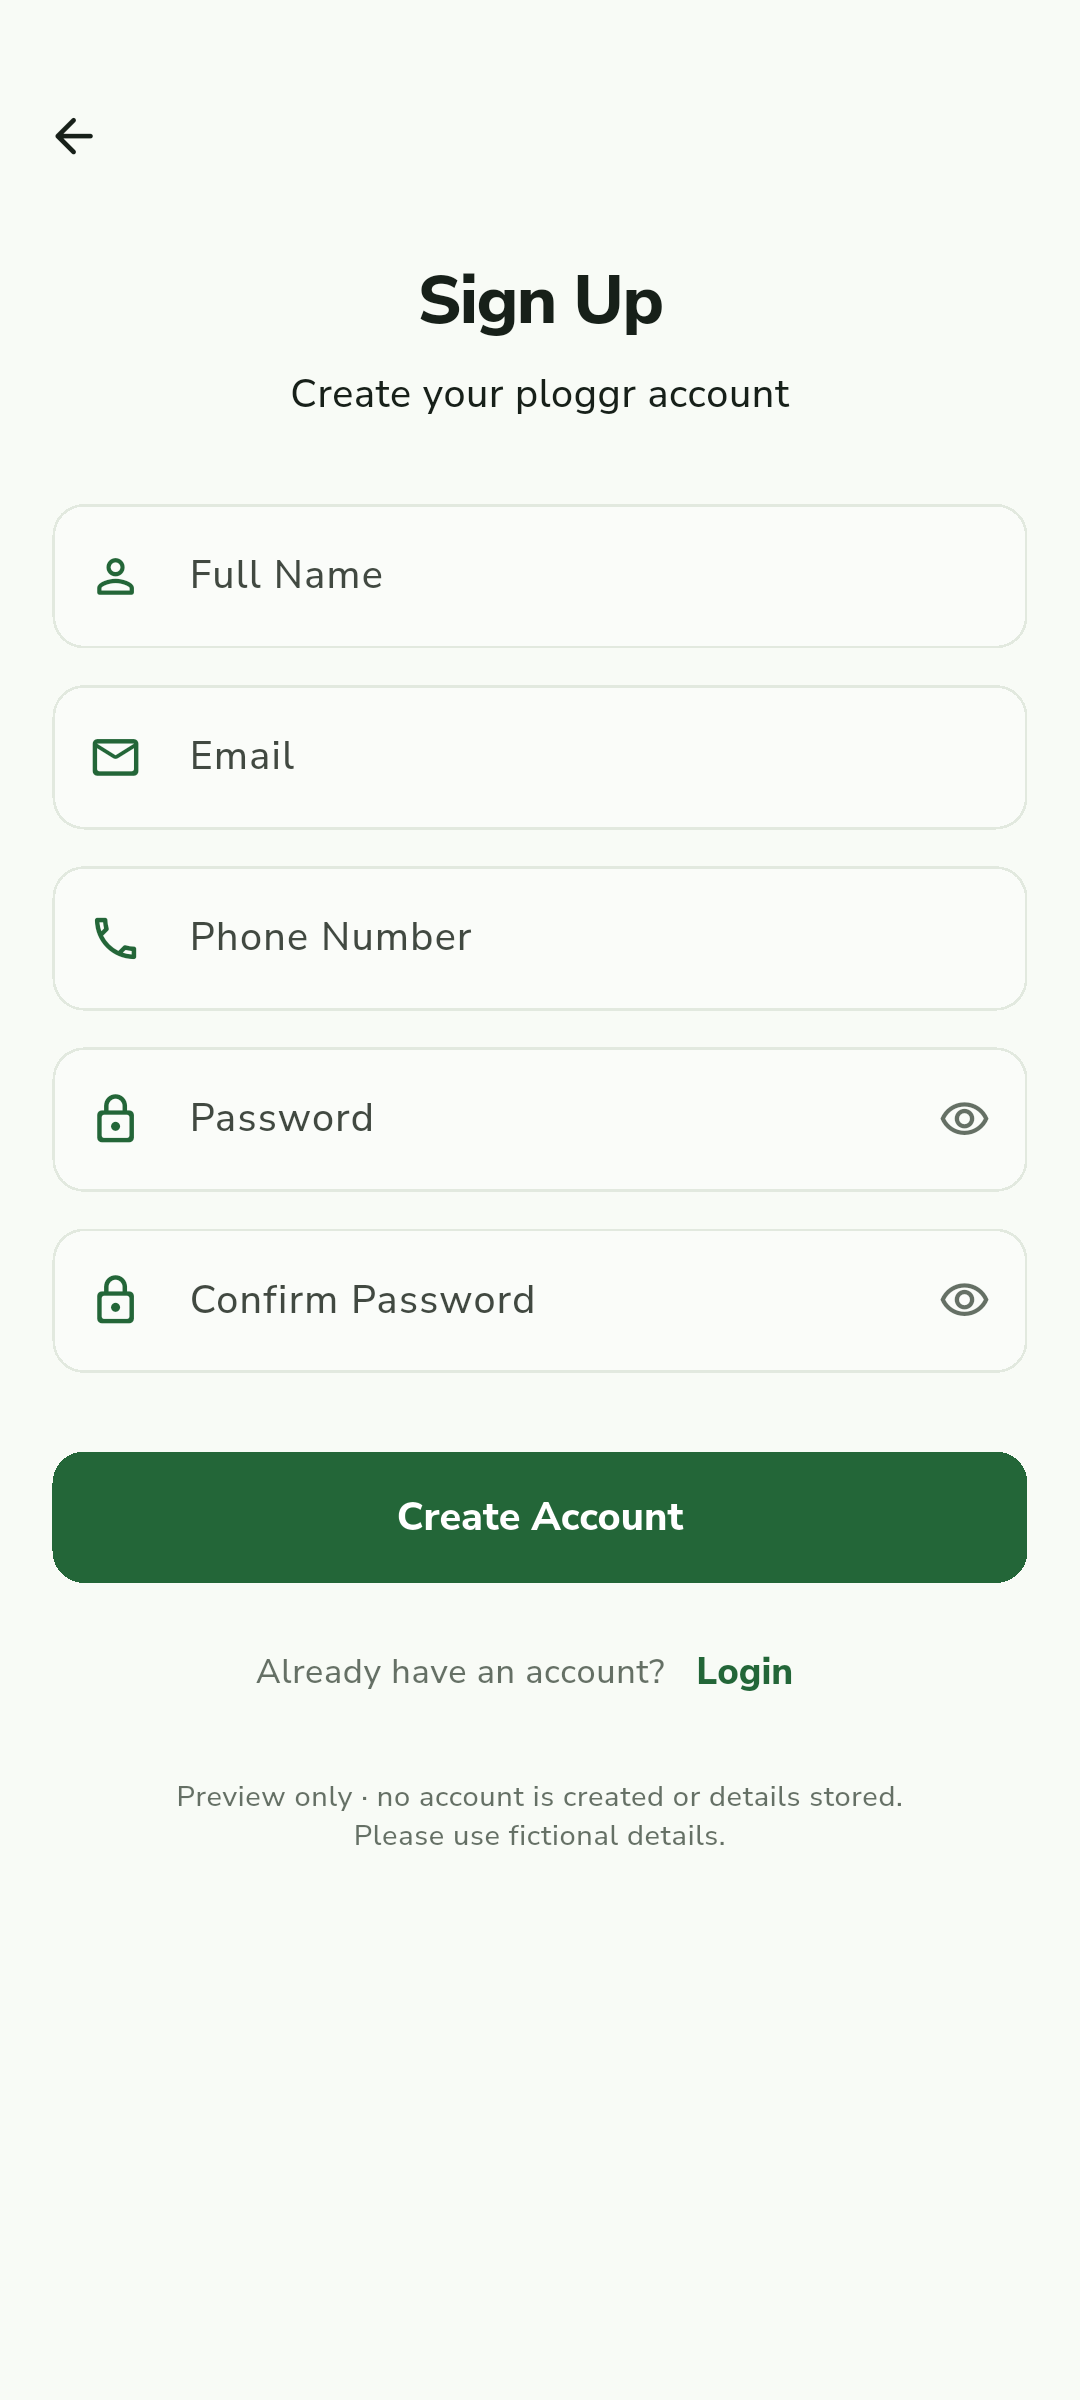 Sign Up
Create your ploggr account
Full Name
Email
Phone Number
Password
Confirm Password
Create Account
Already have an account? Login
Preview only · no account is created or details stored.
Please use fictional details.